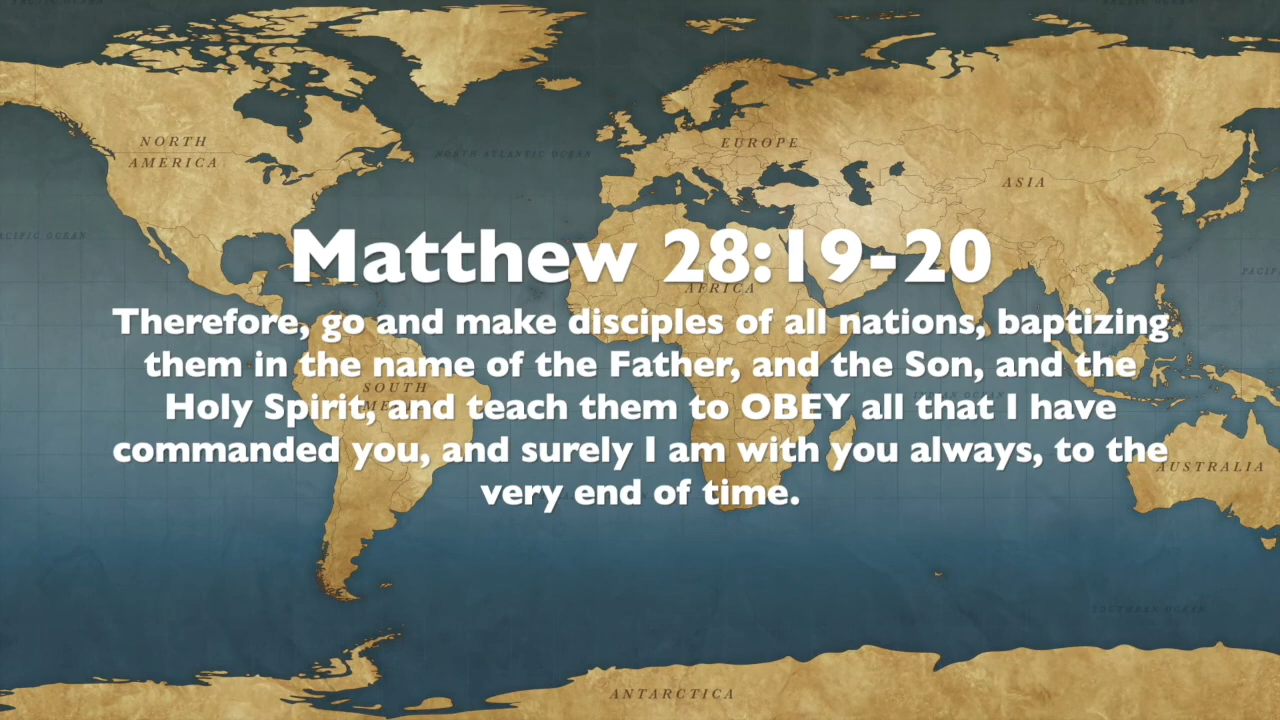 NORTH
AMERICA
NORTH ATLANTIC OCEAN
EUROPE
ASIA
Matthew 28:19-20
AFRICA
Therefore, go and make disciples of all nations, baptizing
them in the name of the Father, and the Son, and the
SOUTH
Holy Spirit, and teach them to OBEY all that I have
commanded you, and surely I am with you always, to the
AUSTRALIA
very end of time.
SOUTHERN OCEAN
ANTARCTICA